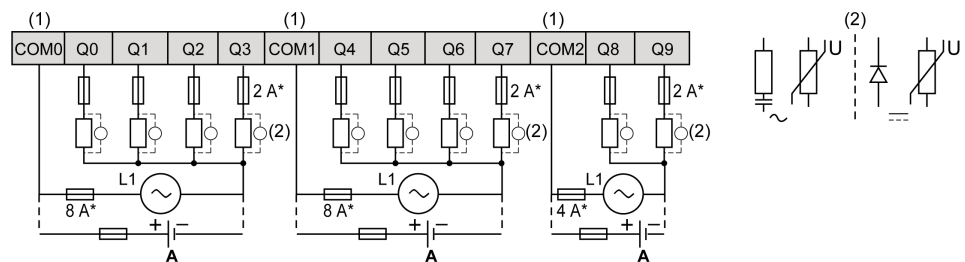 (1) (1) (1) (2)
COM0 Q0 Q1 Q2 Q3 COM1 Q4 Q5 Q6 Q7 COM2 Q8 Q9
U U
2 A* 2 A* 2 A*
(2) (2) (2)
L1 L1 L1
8 A* 8 A* 4 A*
+ − + − + −
A A A